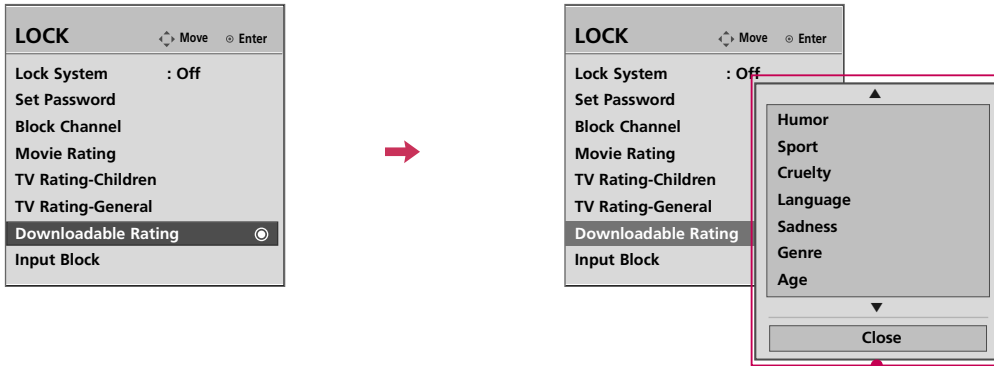 LOCK Move Enter
Lock System : Off
Set Password
Block Channel
Movie Rating
TV Rating-Children
TV Rating-General
Downloadable Rating
Input Block
LOCK Move Enter
Lock System : Off
Set Password
Block Channel
Movie Rating
TV Rating-Children
TV Rating-General
Downloadable Rating
Input Block
Humor
Sport
Cruelty
Language
Sadness
Genre
Age
Close